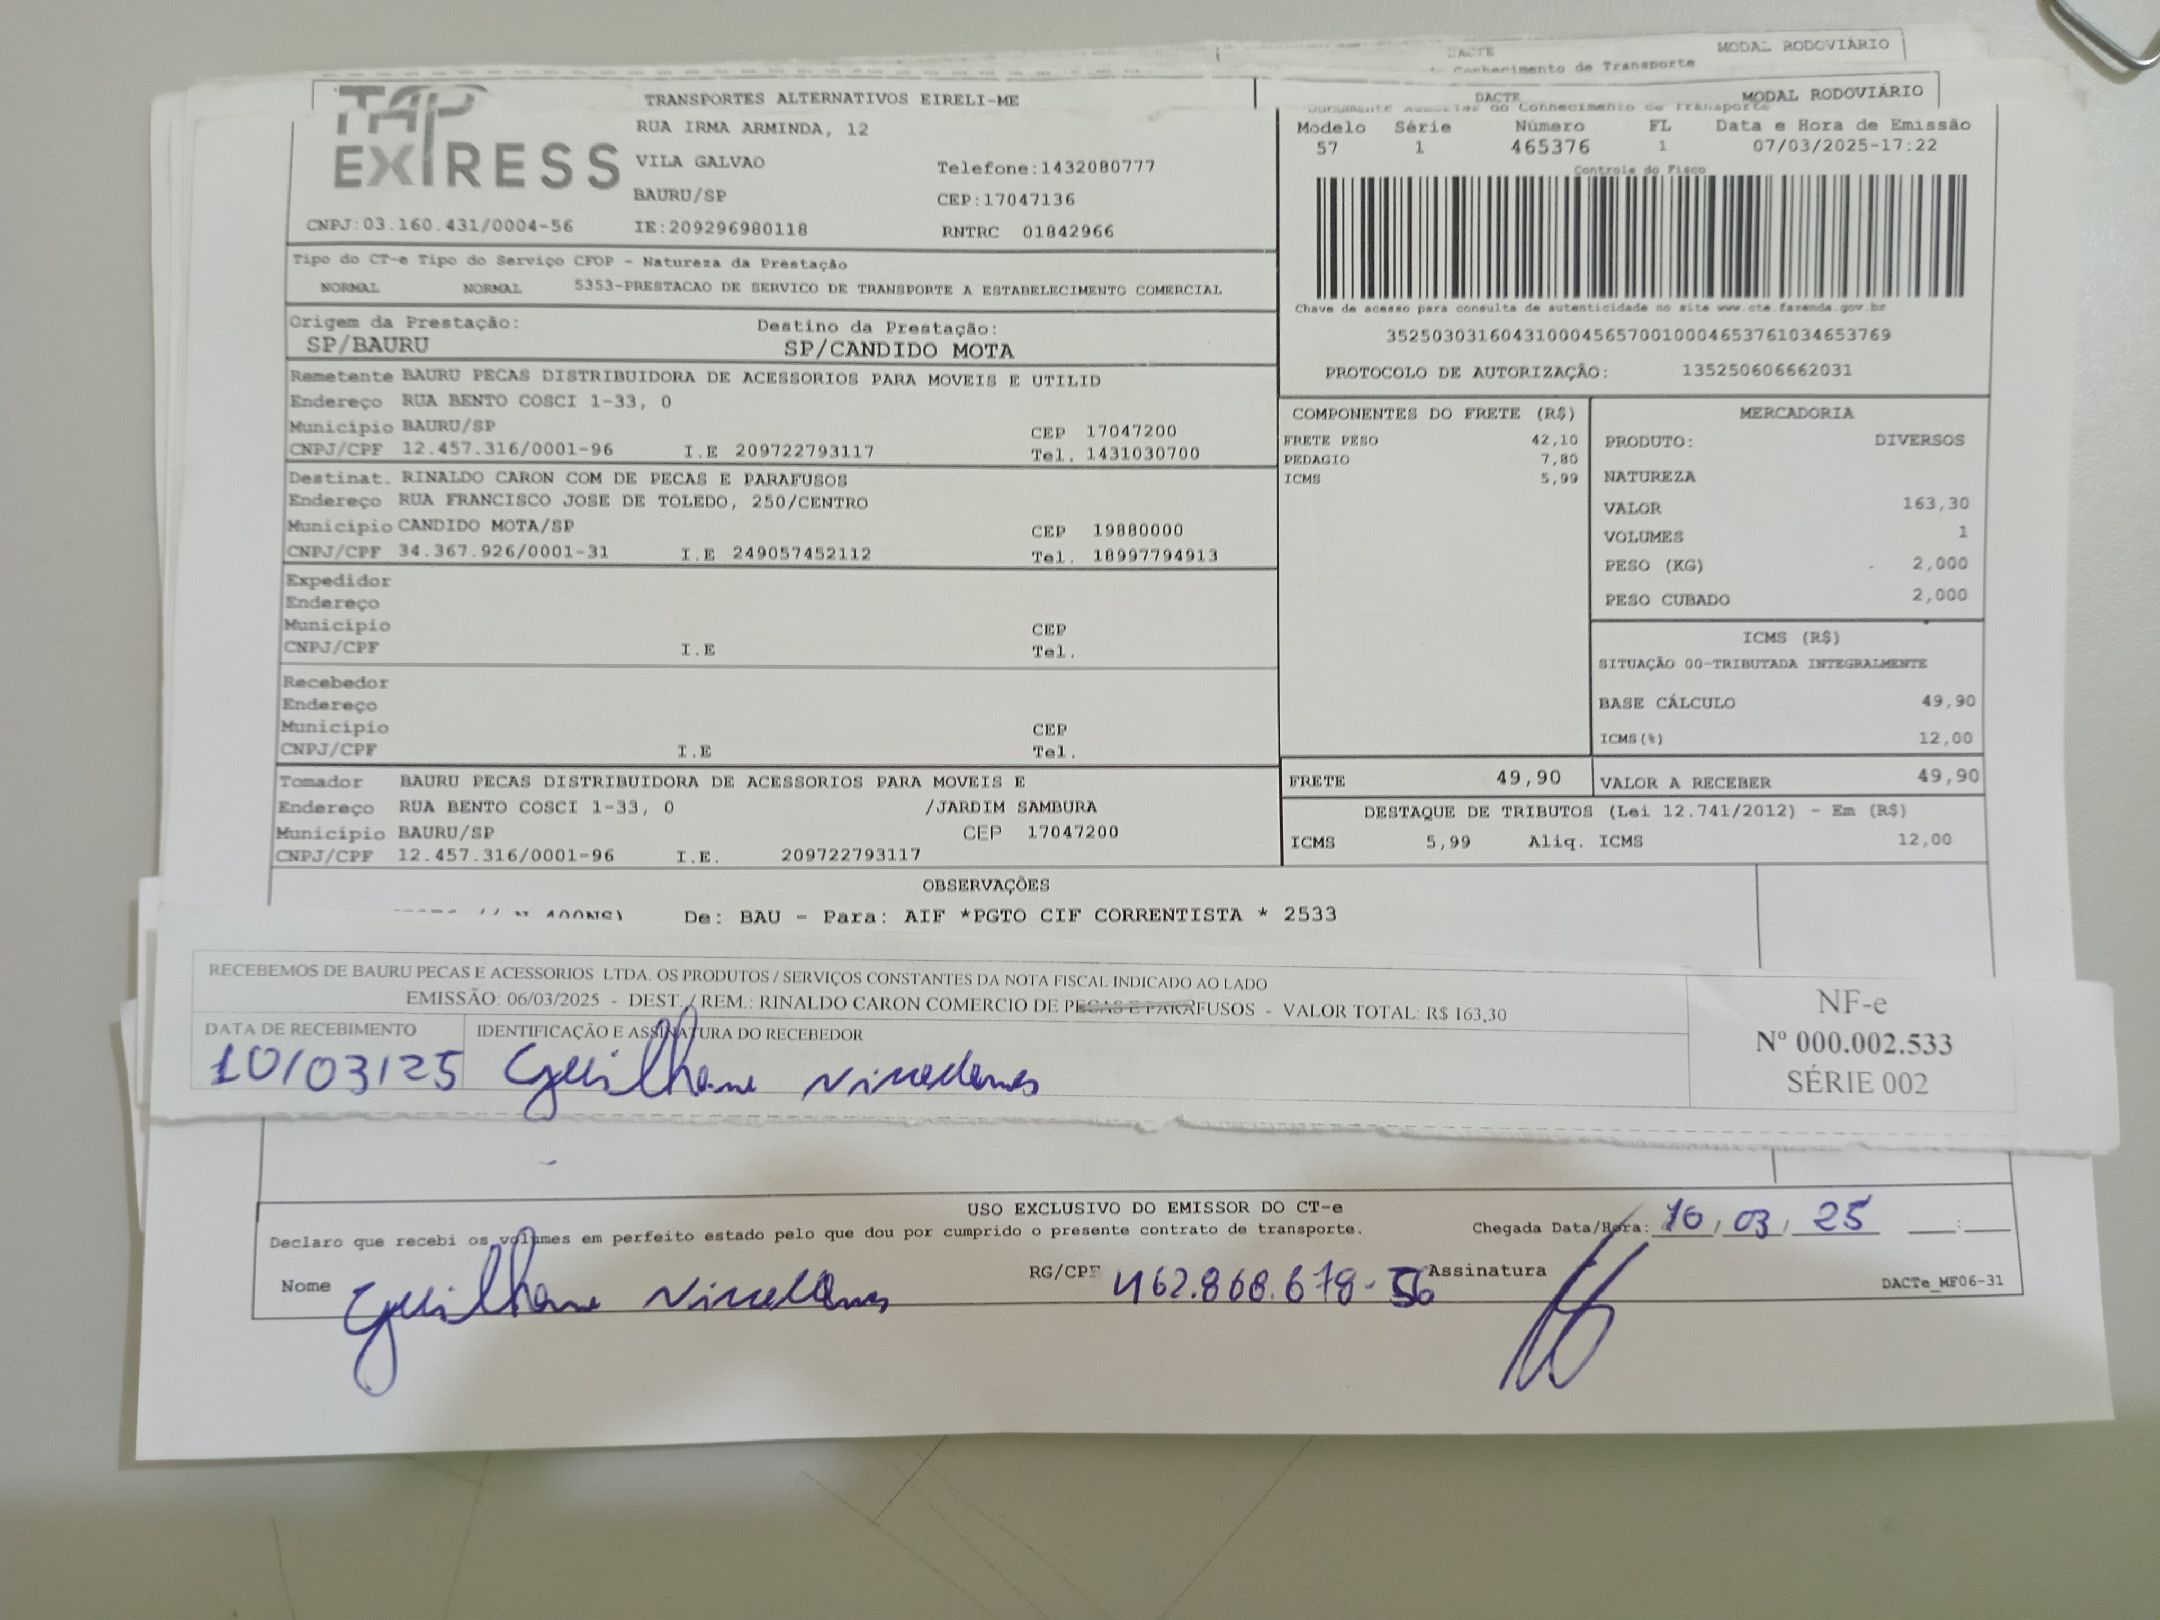 DACTE MODAL RODOVIÁRIO
Conhecimento de Transporte
TAP EXPRESS
TRANSPORTES ALTERNATIVOS EIRELI-ME
RUA IRMA ARMINDA, 12
VILA GALVAO Telefone:1432080777
BAURU/SP CEP:17047136
CNPJ:03.160.431/0004-56 IE:209296980118 RNTRC 01842966
DACTE MODAL RODOVIÁRIO
do Conhecimento de Transporte
Modelo Série Número FL Data e Hora de Emissão
57 1 465376 1 07/03/2025-17:22
Controle do Fisco
Chave de acesso para consulta de autenticidade no site www.cte.fazenda.gov.br
35250303160431000456570010004653761034653769
PROTOCOLO DE AUTORIZAÇÃO: 135250606662031
Tipo do CT-e Tipo do Serviço CFOP - Natureza da Prestação
NORMAL NORMAL 5353-PRESTACAO DE SERVICO DE TRANSPORTE A ESTABELECIMENTO COMERCIAL
Origem da Prestação: Destino da Prestação:
SP/BAURU SP/CANDIDO MOTA
Remetente BAURU PECAS DISTRIBUIDORA DE ACESSORIOS PARA MOVEIS E UTILID
Endereço RUA BENTO COSCI 1-33, 0
Município BAURU/SP CEP 17047200
CNPJ/CPF 12.457.316/0001-96 I.E 209722793117 Tel. 1431030700
Destinat. RINALDO CARON COM DE PECAS E PARAFUSOS
Endereço RUA FRANCISCO JOSE DE TOLEDO, 250/CENTRO
Município CANDIDO MOTA/SP CEP 19880000
CNPJ/CPF 34.367.926/0001-31 I.E 249057452112 Tel. 18997794913
Expedidor
Endereço
Município CEP
CNPJ/CPF I.E Tel.
Recebedor
Endereço
Município CEP
CNPJ/CPF I.E Tel.
Tomador BAURU PECAS DISTRIBUIDORA DE ACESSORIOS PARA MOVEIS E
Endereço RUA BENTO COSCI 1-33, 0 /JARDIM SAMBURA
Município BAURU/SP CEP 17047200
CNPJ/CPF 12.457.316/0001-96 I.E. 209722793117
COMPONENTES DO FRETE (R$)
FRETE PESO 42,10
PEDAGIO 7,80
ICMS 5,99
MERCADORIA
PRODUTO: DIVERSOS
NATUREZA
VALOR 163,30
VOLUMES 1
PESO (KG) 2,000
PESO CUBADO 2,000
ICMS (R$)
SITUAÇÃO 00-TRIBUTADA INTEGRALMENTE
BASE CÁLCULO 49,90
ICMS(%) 12,00
FRETE 49,90 VALOR A RECEBER 49,90
DESTAQUE DE TRIBUTOS (Lei 12.741/2012) - Em (R$)
ICMS 5,99 Aliq. ICMS 12,00
OBSERVAÇÕES
De: BAU - Para: AIF *PGTO CIF CORRENTISTA * 2533
RECEBEMOS DE BAURU PECAS E ACESSORIOS LTDA. OS PRODUTOS / SERVIÇOS CONSTANTES DA NOTA FISCAL INDICADO AO LADO
EMISSÃO: 06/03/2025 - DEST. / REM.: RINALDO CARON COMERCIO DE PECAS E PARAFUSOS - VALOR TOTAL: R$ 163,30
DATA DE RECEBIMENTO IDENTIFICAÇÃO E ASSINATURA DO RECEBEDOR
10/03/25
NF-e
Nº 000.002.533
SÉRIE 002
USO EXCLUSIVO DO EMISSOR DO CT-e
Declaro que recebi os volumes em perfeito estado pelo que dou por cumprido o presente contrato de transporte.
Chegada Data/Hora: 10/03/25 :
Nome RG/CPF 462.868.678-56 Assinatura
DACTe_MF06-31